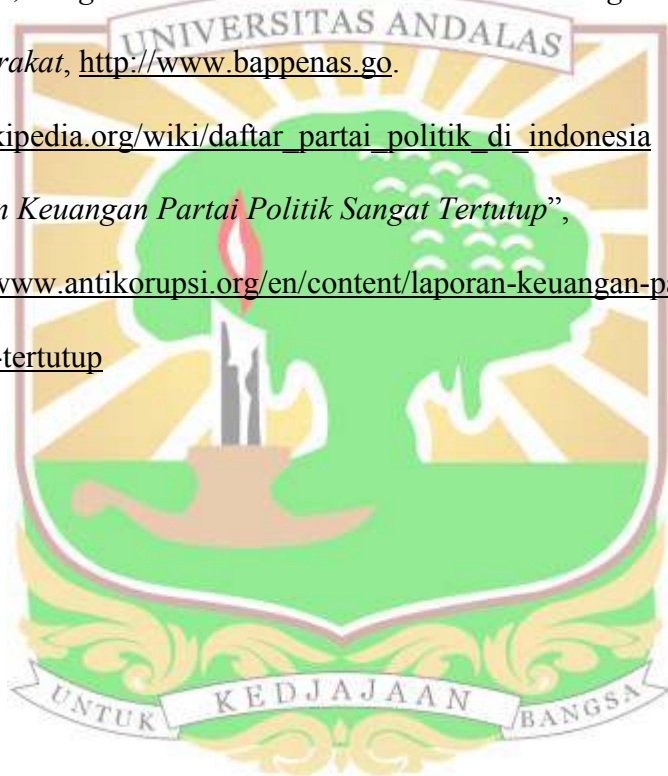 UNIVERSITAS ANDALAS
rakat, http://www.bappenas.go.
kipedia.org/wiki/daftar_partai_politik_di_indonesia
n Keuangan Partai Politik Sangat Tertutup”,
www.antikorupsi.org/en/content/laporan-keuangan-pa
-tertutup
UNTUK KEDJAJAAN BANGSA